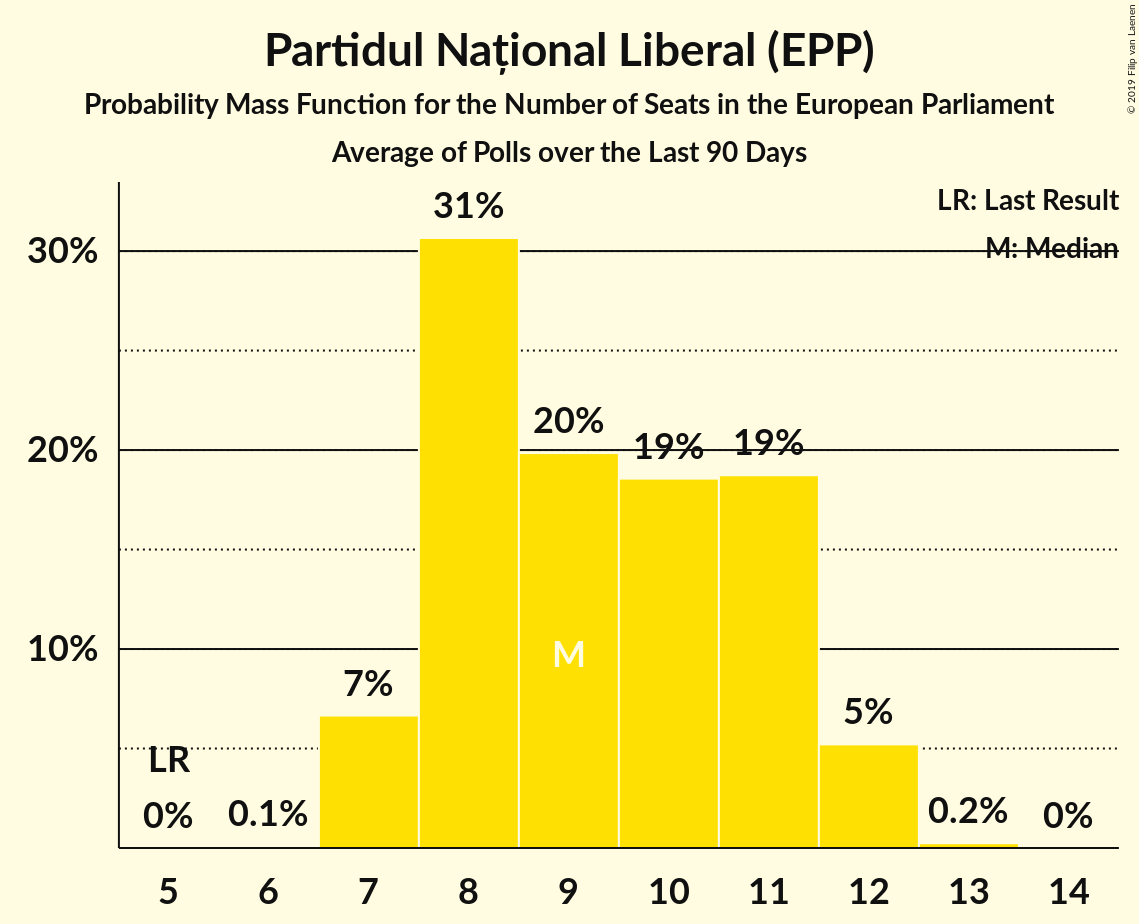 Partidul Național Liberal (EPP)
Probability Mass Function for the Number of Seats in the European Parliament
Average of Polls over the Last 90 Days
© 2019 Filip van Laenen
LR: Last Result
M: Median
31%
30%
20%
20%
19%
19%
10%
M
7%
5%
LR
0%
0.1%
0.2%
0%
5 6 7 8 9 10 11 12 13 14